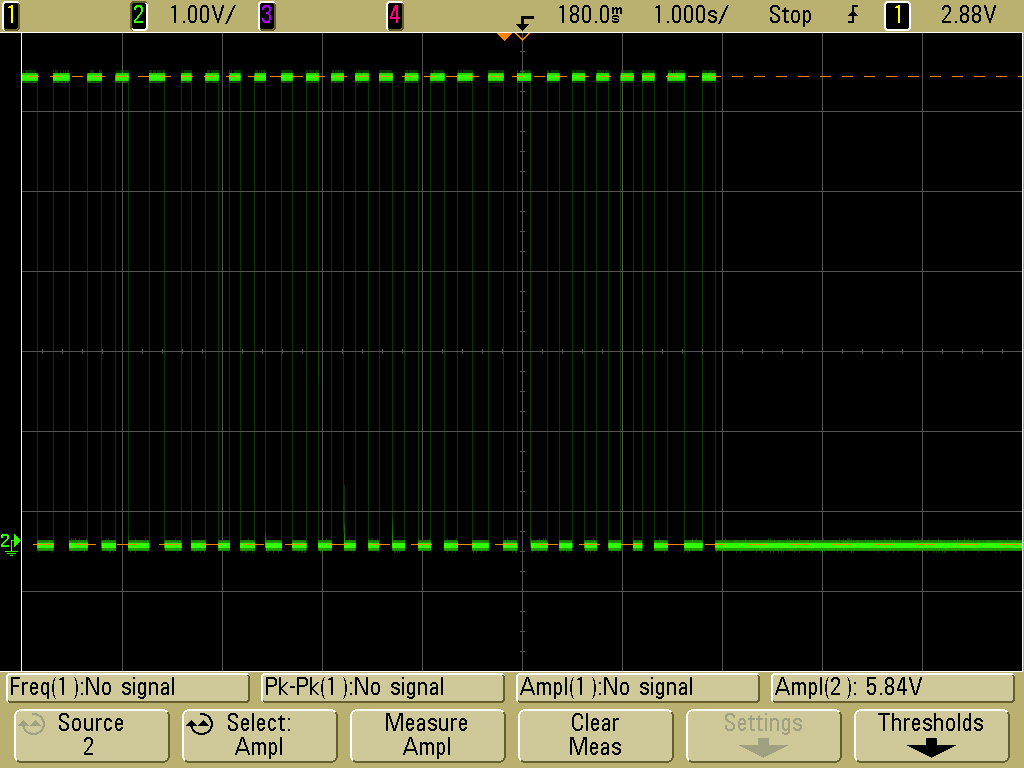 1 2 1.00V/ 3 4 180.0ms 1.000s/ Stop 1 2.88V
2
Freq(1):No signal Pk-Pk(1):No signal Ampl(1):No signal Ampl(2): 5.84V
Source Select: Measure Clear Settings Thresholds
2 Ampl Ampl Meas